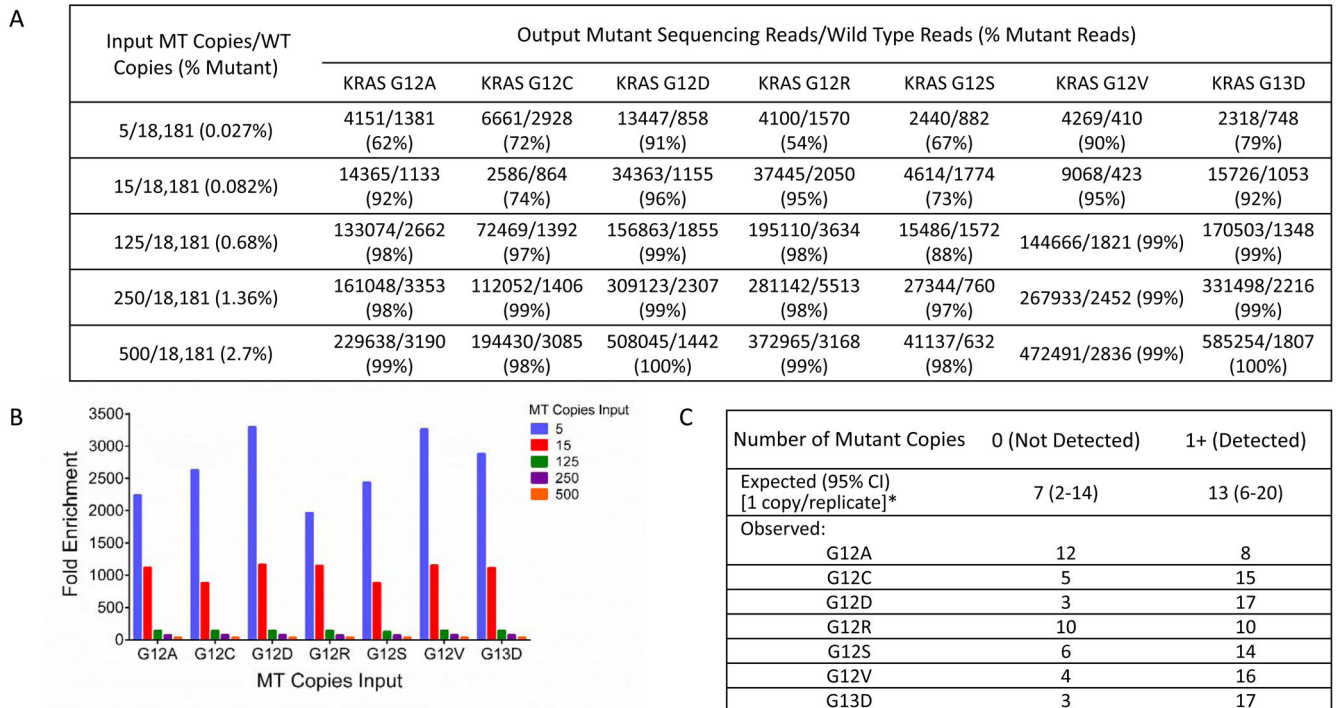 A
Input MT Copies/WT Copies (% Mutant)
Output Mutant Sequencing Reads/Wild Type Reads (% Mutant Reads)
KRAS G12A KRAS G12C KRAS G12D KRAS G12R KRAS G12S KRAS G12V KRAS G13D
5/18,181 (0.027%) 4151/1381 (62%) 6661/2928 (72%) 13447/858 (91%) 4100/1570 (54%) 2440/882 (67%) 4269/410 (90%) 2318/748 (79%)
15/18,181 (0.082%) 14365/1133 (92%) 2586/864 (74%) 34363/1155 (96%) 37445/2050 (95%) 4614/1774 (73%) 9068/423 (95%) 15726/1053 (92%)
125/18,181 (0.68%) 133074/2662 (98%) 72469/1392 (97%) 156863/1855 (99%) 195110/3634 (98%) 15486/1572 (88%) 144666/1821 (99%) 170503/1348 (99%)
250/18,181 (1.36%) 161048/3353 (98%) 112052/1406 (99%) 309123/2307 (99%) 281142/5513 (98%) 27344/760 (97%) 267933/2452 (99%) 331498/2216 (99%)
500/18,181 (2.7%) 229638/3190 (99%) 194430/3085 (98%) 508045/1442 (100%) 372965/3168 (99%) 41137/632 (98%) 472491/2836 (99%) 585254/1807 (100%)
B
Fold Enrichment
3500
3000
2500
2000
1500
1000
500
0
G12A G12C G12D G12R G12S G12V G13D
MT Copies Input
MT Copies Input
5
15
125
250
500
C
Number of Mutant Copies 0 (Not Detected) 1+ (Detected)
Expected (95% CI)
[1 copy/replicate]* 7 (2-14) 13 (6-20)
Observed:
G12A 12 8
G12C 5 15
G12D 3 17
G12R 10 10
G12S 6 14
G12V 4 16
G13D 3 17